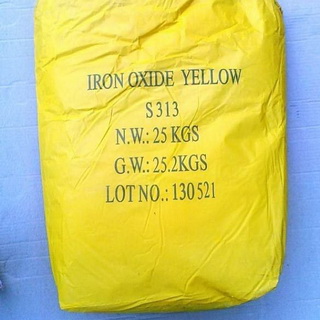 IRON OXIDE YELLOW
S313
N.W.: 25 KGS
G.W.: 25.2KGS
LOT NO.: 130521